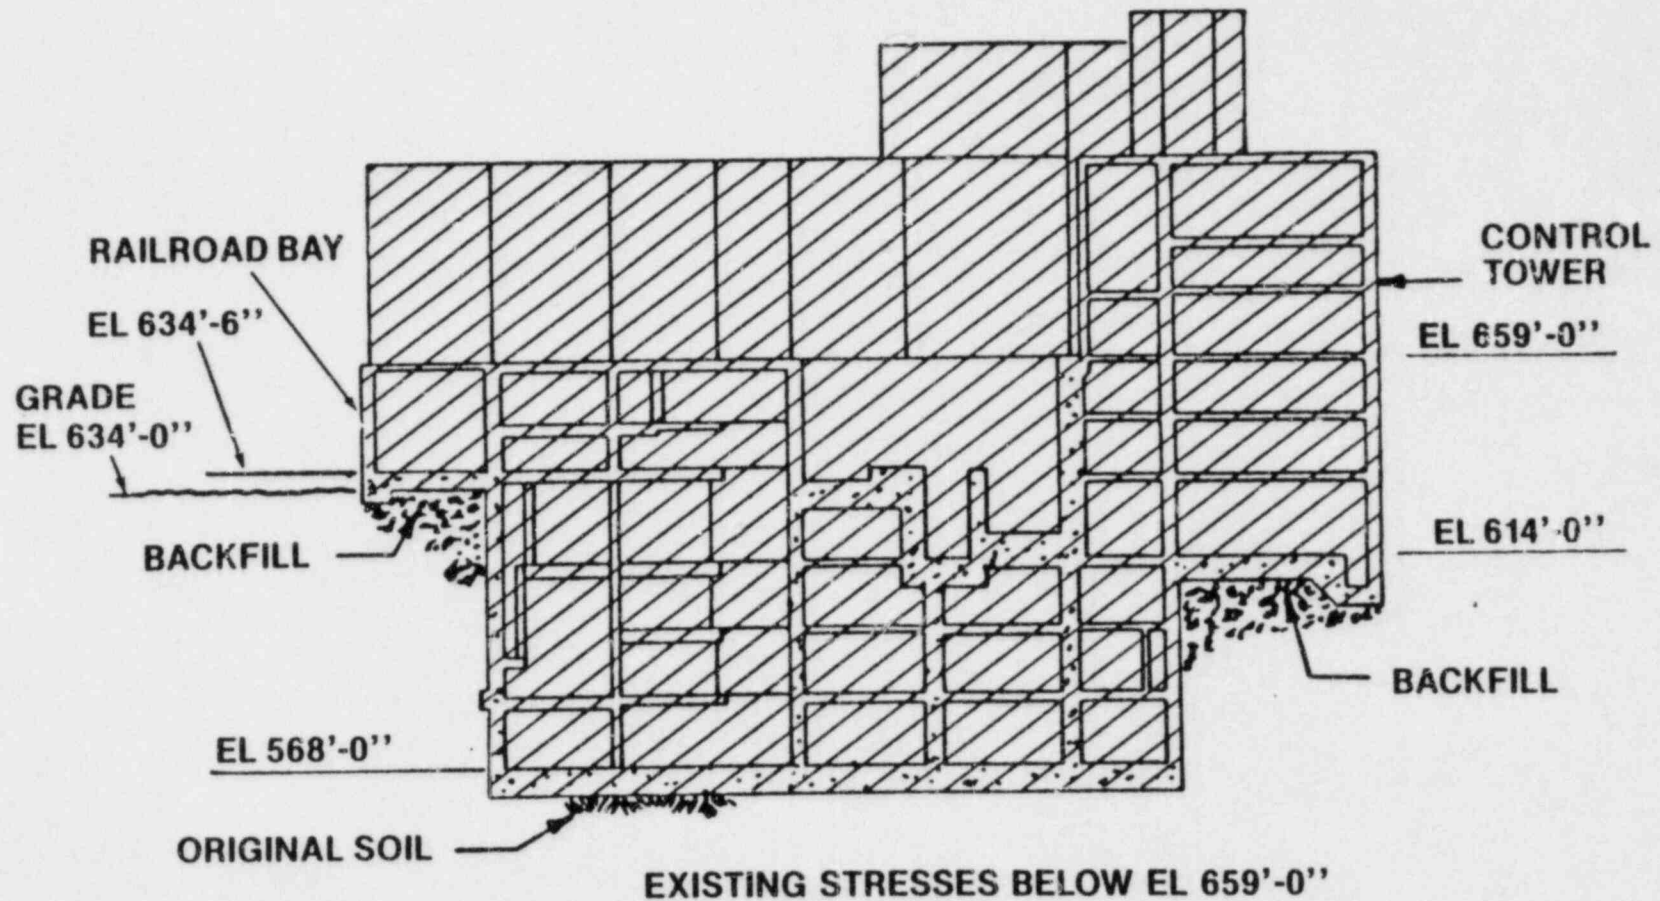 RAILROAD BAY
EL 634'-6''
GRADE
EL 634'-0''
BACKFILL
EL 568'-0''
ORIGINAL SOIL
CONTROL
TOWER
EL 659'-0''
EL 614'-0''
BACKFILL
EXISTING STRESSES BELOW EL 659'-0''